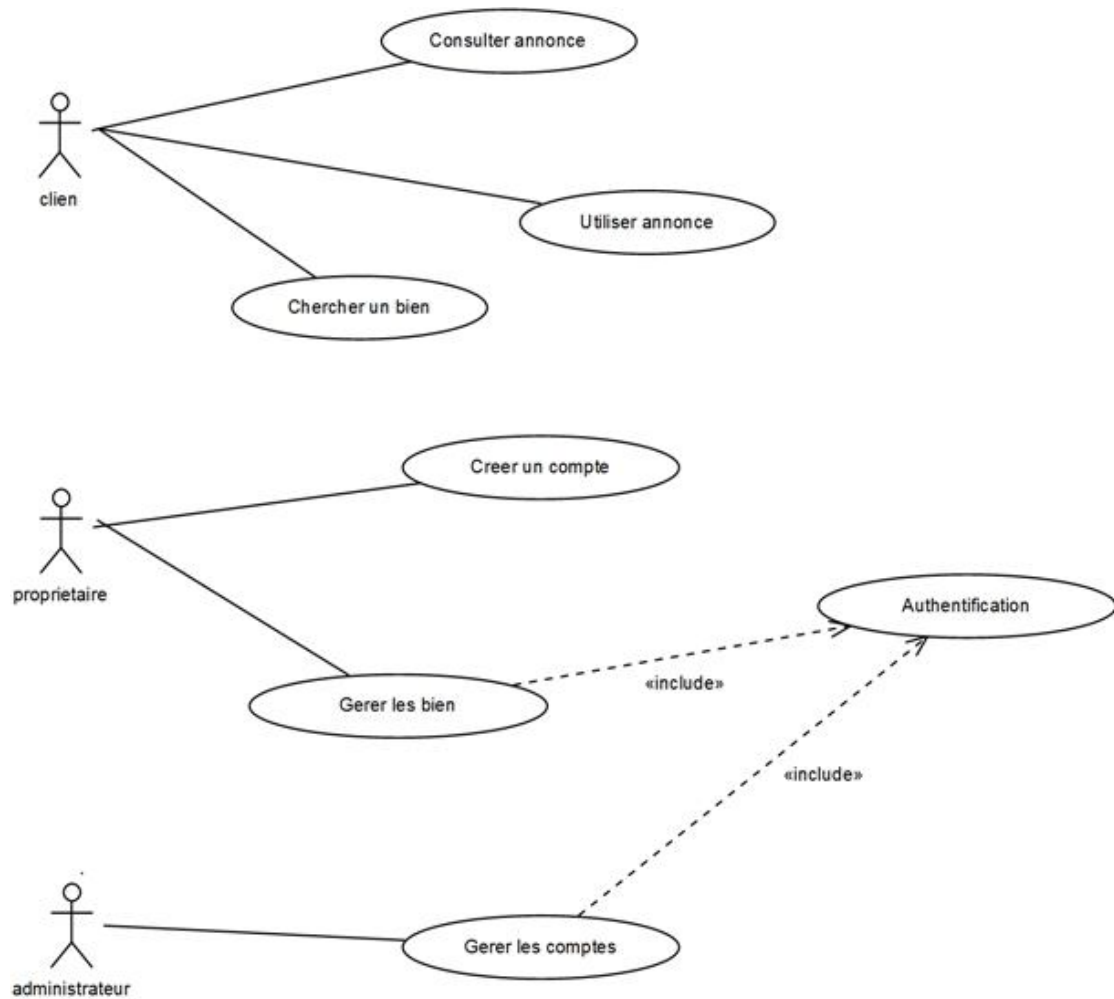 Consulter annonce
clien
Utiliser annonce
Chercher un bien
Creer un compte
proprietaire
Authentification
Gerer les bien
«include»
«include»
Gerer les comptes
administrateur